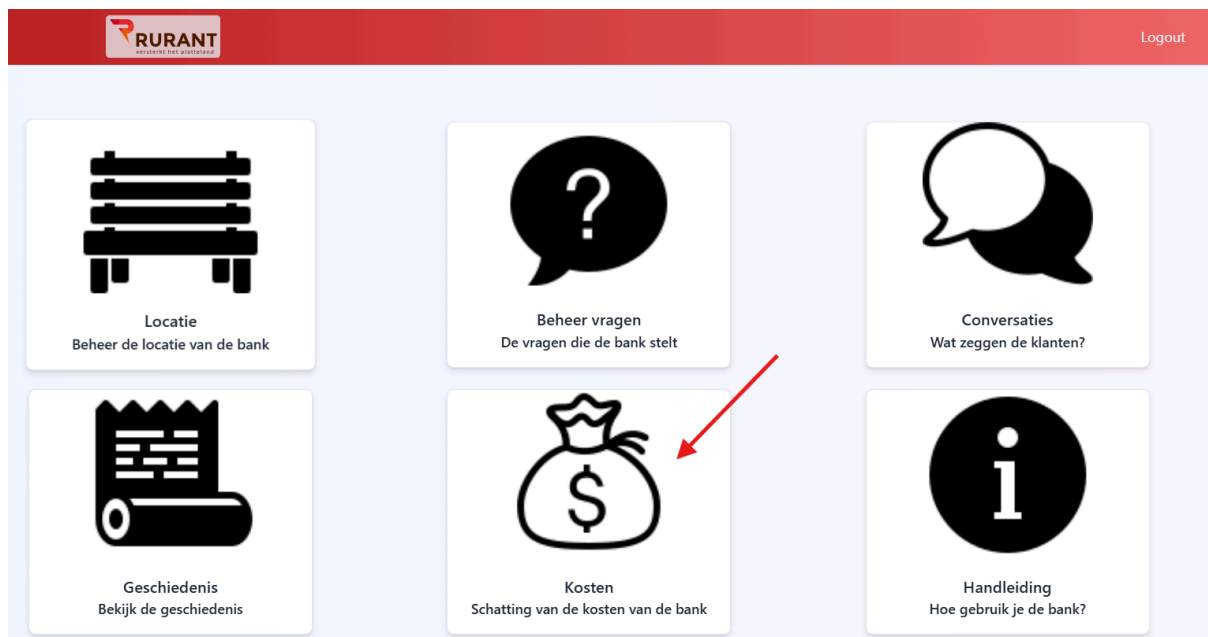 RURANT
versterkt het platteland
Logout
Locatie
Beheer de locatie van de bank
?
Beheer vragen
De vragen die de bank stelt
Conversaties
Wat zeggen de klanten?
Geschiedenis
Bekijk de geschiedenis
$
Kosten
Schatting van de kosten van de bank
i
Handleiding
Hoe gebruik je de bank?